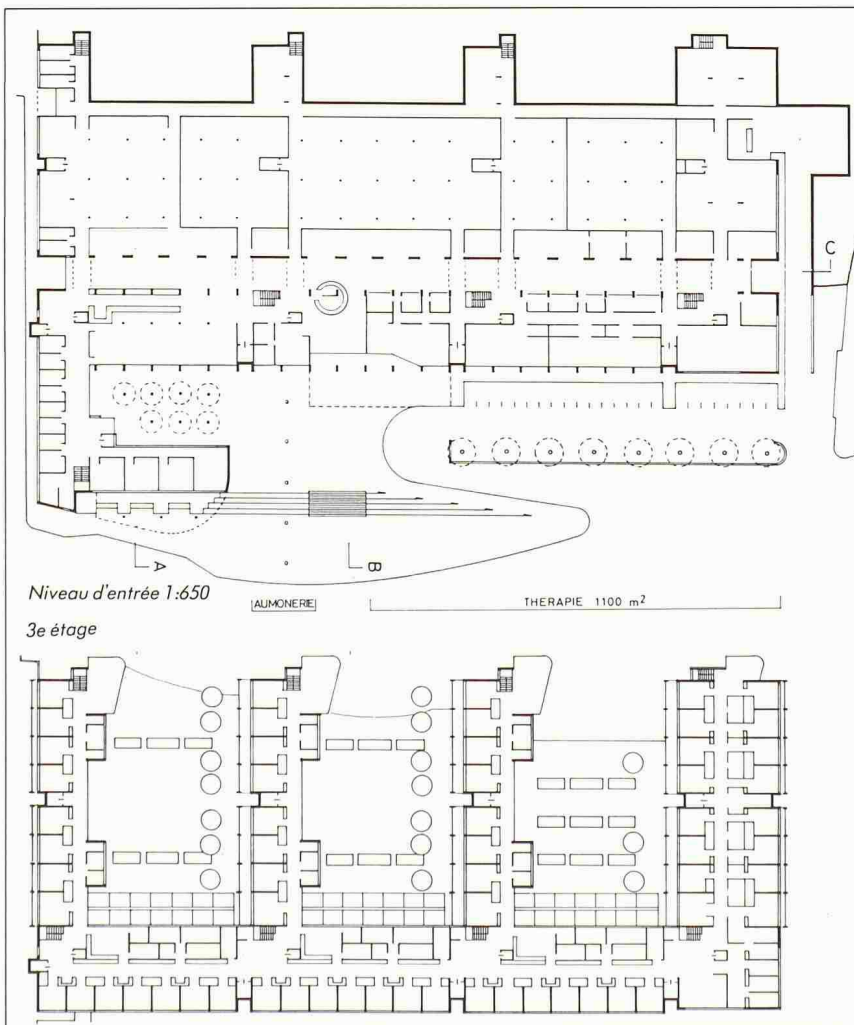 C
A
B
Niveau d'entrée 1:650
AUMONERIE
THERAPIE 1100 m²
3e étage